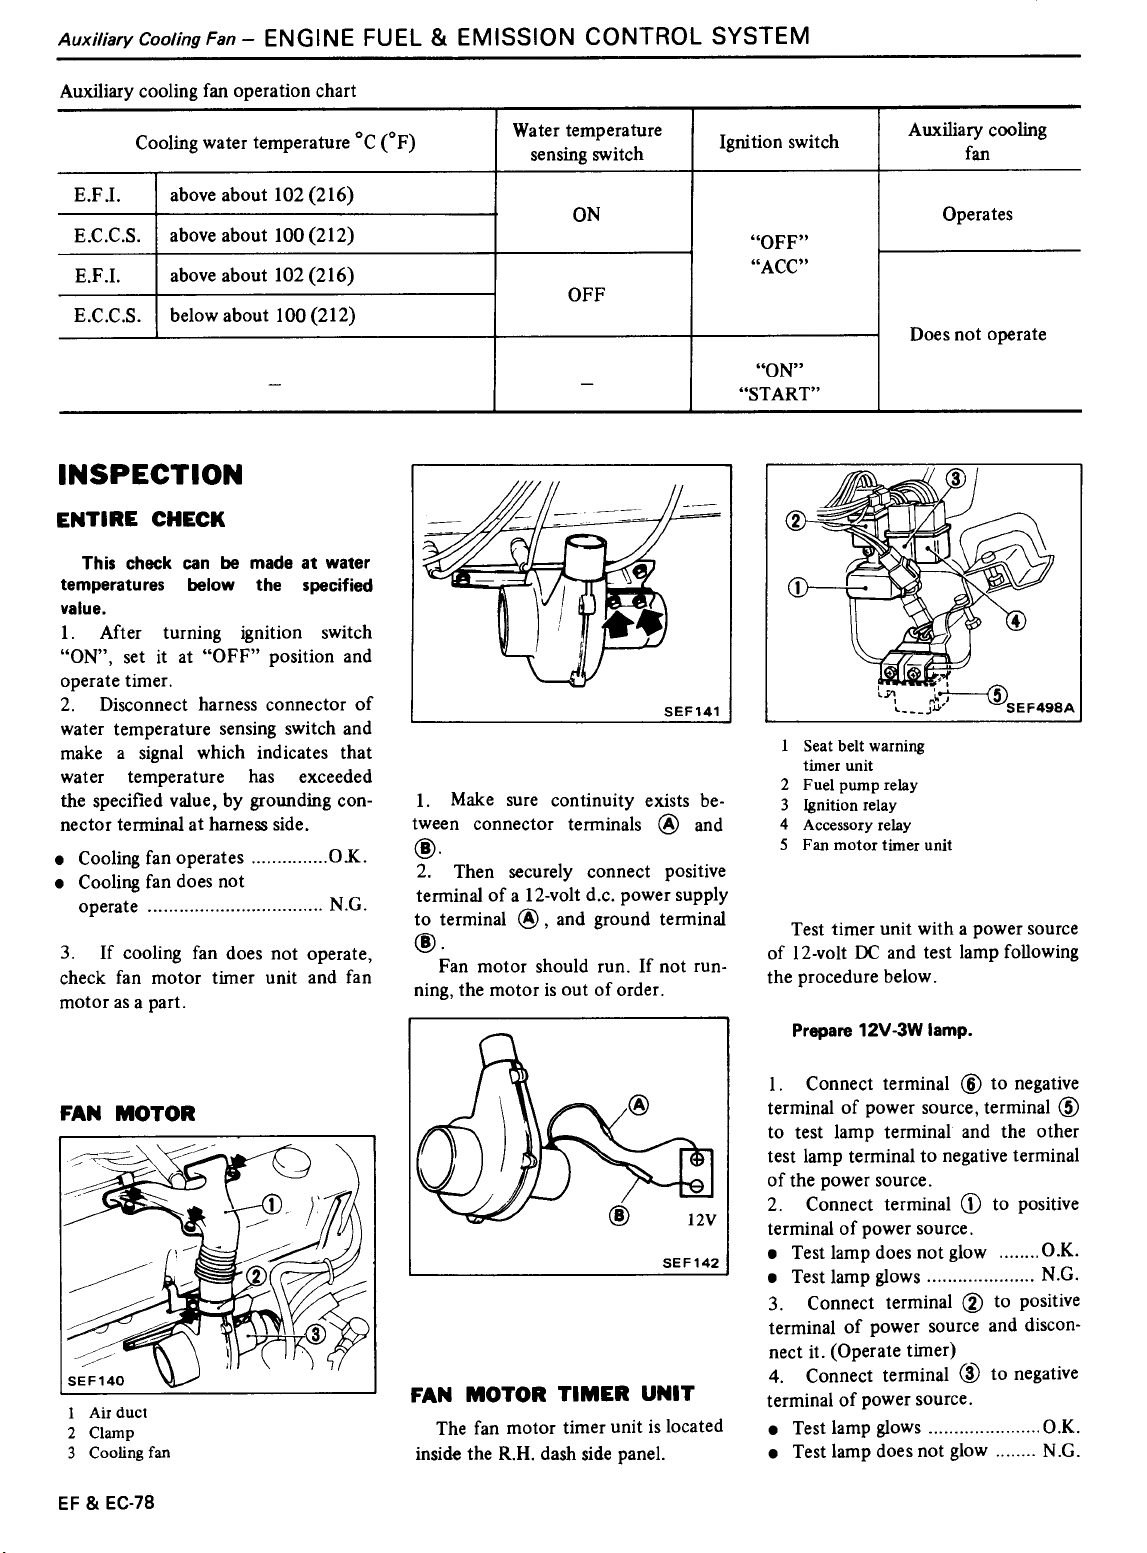 Auxiliary Cooling Fan – ENGINE FUEL & EMISSION CONTROL SYSTEM
Auxiliary cooling fan operation chart
Cooling water temperature °C (°F)
Water temperature
sensing switch
Ignition switch
Auxiliary cooling
fan
E.F.I. above about 102 (216)
ON
Operates
E.C.C.S. above about 100 (212)
"OFF"
"ACC"
E.F.I. above about 102 (216)
OFF
E.C.C.S. below about 100 (212)
Does not operate
–
–
"ON"
"START"
INSPECTION
ENTIRE CHECK
This check can be made at water
temperatures below the specified
value.
1. After turning ignition switch
"ON", set it at "OFF" position and
operate timer.
2. Disconnect harness connector of
water temperature sensing switch and
make a signal which indicates that
water temperature has exceeded
the specified value, by grounding con-
nector terminal at harness side.
• Cooling fan operates ...............O.K.
• Cooling fan does not
operate .................................. N.G.
3. If cooling fan does not operate,
check fan motor timer unit and fan
motor as a part.
FAN MOTOR
1
2
3
SEF140
1 Air duct
2 Clamp
3 Cooling fan
SEF141
1. Make sure continuity exists be-
tween connector terminals Ⓐ and
Ⓑ.
2. Then securely connect positive
terminal of a 12-volt d.c. power supply
to terminal Ⓐ, and ground terminal
Ⓑ.
Fan motor should run. If not run-
ning, the motor is out of order.
Ⓐ
⊕
⊖
Ⓑ
12V
SEF142
FAN MOTOR TIMER UNIT
The fan motor timer unit is located
inside the R.H. dash side panel.
③
②
①
④
⑤
SEF498A
1 Seat belt warning
timer unit
2 Fuel pump relay
3 Ignition relay
4 Accessory relay
5 Fan motor timer unit
Test timer unit with a power source
of 12-volt DC and test lamp following
the procedure below.
Prepare 12V-3W lamp.
1. Connect terminal ⑥ to negative
terminal of power source, terminal ⑤
to test lamp terminal and the other
test lamp terminal to negative terminal
of the power source.
2. Connect terminal ① to positive
terminal of power source.
• Test lamp does not glow ........O.K.
• Test lamp glows ..................... N.G.
3. Connect terminal ② to positive
terminal of power source and discon-
nect it. (Operate timer)
4. Connect terminal ③ to negative
terminal of power source.
• Test lamp glows ......................O.K.
• Test lamp does not glow ........ N.G.
EF & EC-78